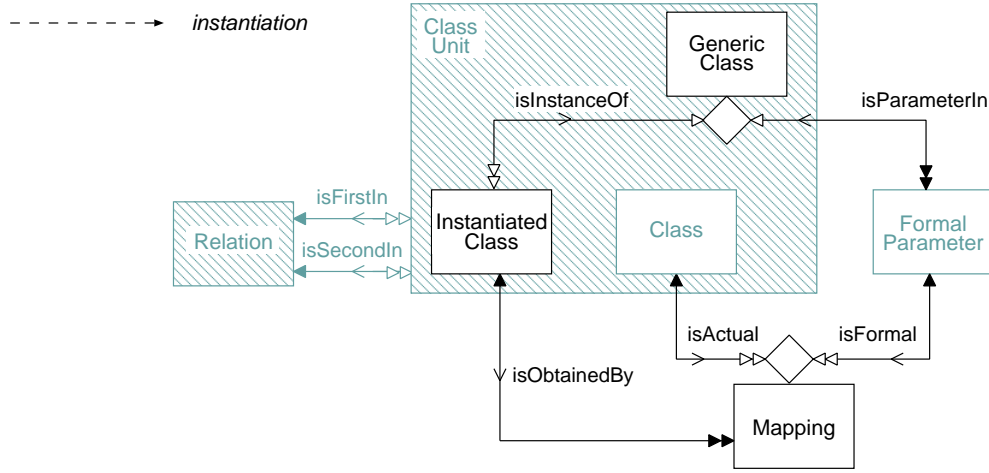 instantiation
Class
Unit
Generic
Class
isInstanceOf
isParameterIn
isFirstIn
Instantiated
Class
Class
Formal
Parameter
Relation
isSecondIn
isActual
isFormal
isObtainedBy
Mapping